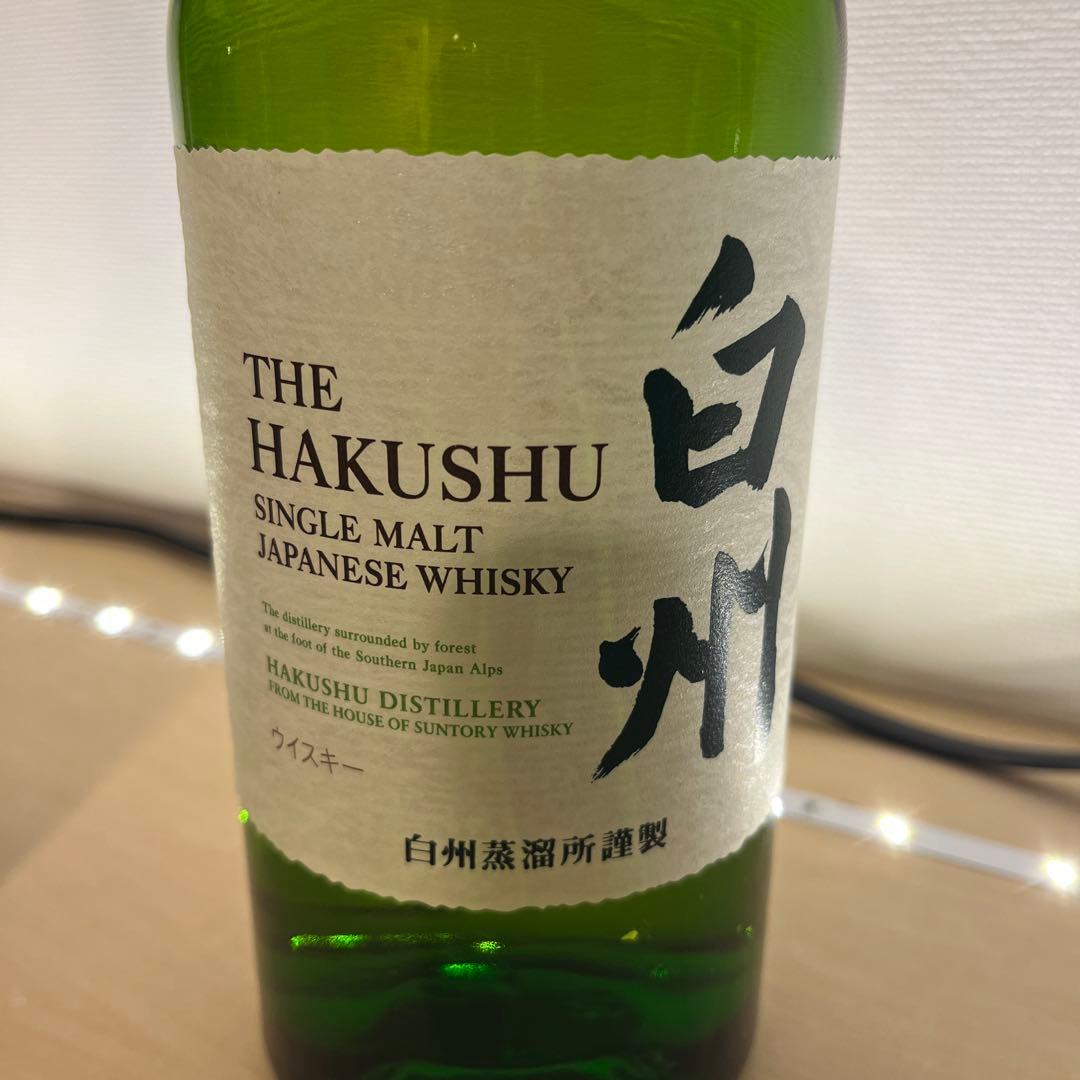 THE
HAKUSHU
SINGLE MALT
JAPANESE WHISKY
The distillery surrounded by forest
at the foot of the Southern Japan Alps
HAKUSHU DISTILLERY
FROM THE HOUSE OF SUNTORY WHISKY
ウイスキー
白州
白州蒸溜所謹製